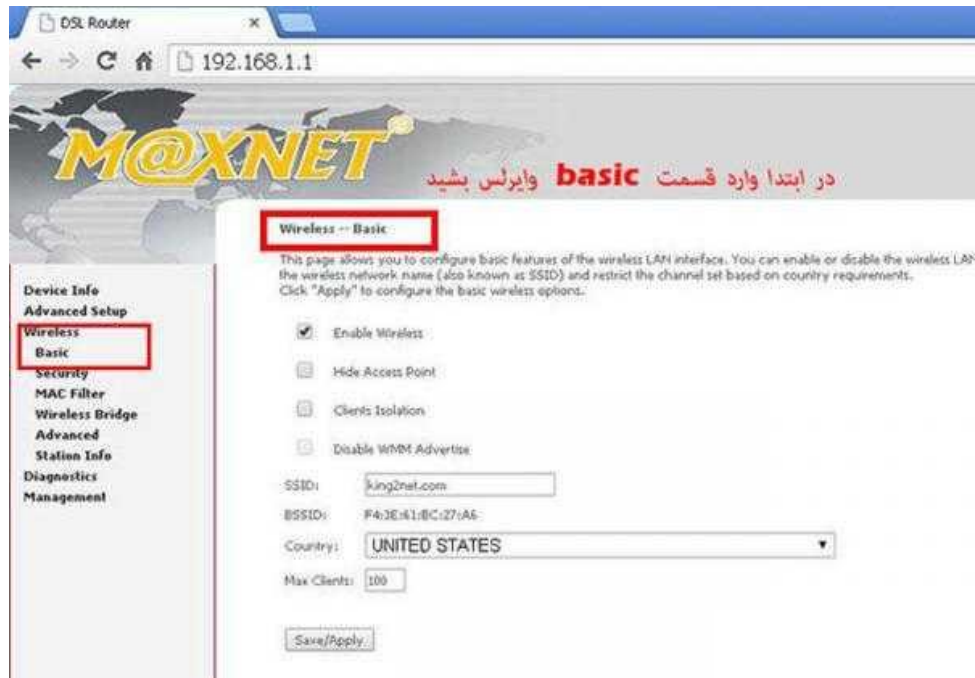 DSL Router
192.168.1.1
M@XNET
در ابتدا وارد قسمت basic وایرلس بشید
Wireless -- Basic
This page allows you to configure basic features of the wireless LAN interface. You can enable or disable the wireless LAN
the wireless network name (also known as SSID) and restrict the channel set based on country requirements.
Click "Apply" to configure the basic wireless options.
Device Info
Advanced Setup
Wireless
Basic
Security
MAC Filter
Wireless Bridge
Advanced
Station Info
Diagnostics
Management
Enable Wireless
Hide Access Point
Clients Isolation
Disable WMM Advertise
SSID: king2net.com
BSSID: F4:3E:61:BC:27:A6
Country: UNITED STATES
Max Clients: 100
Save/Apply